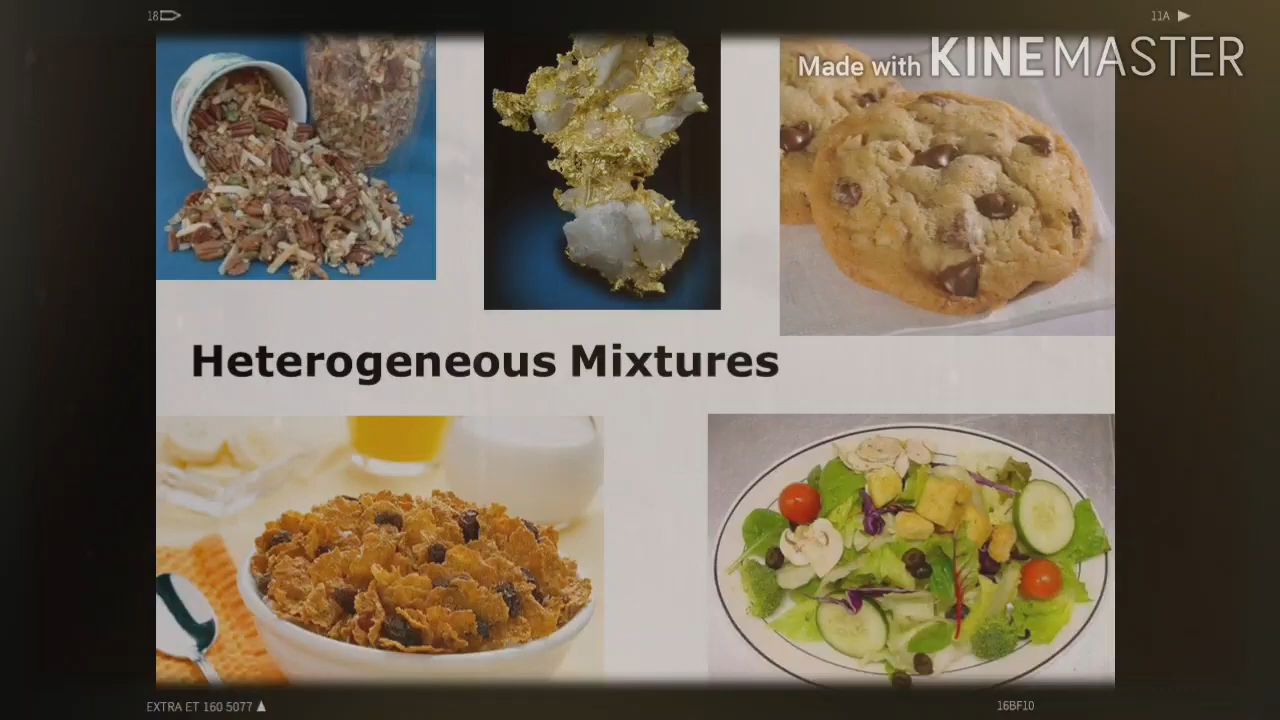 18
11A
Made with KINEMASTER
Heterogeneous Mixtures
EXTRA ET 160 5077
16BF10